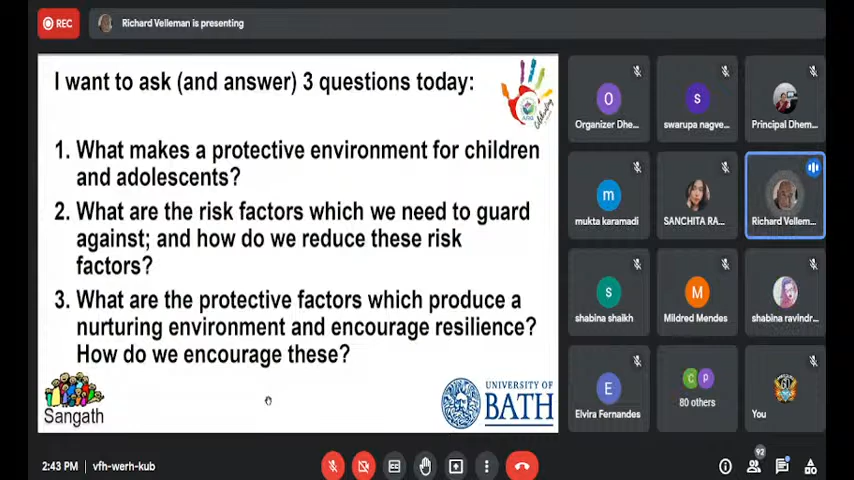 REC
Richard Velleman is presenting
I want to ask (and answer) 3 questions today:
1. What makes a protective environment for children
and adolescents?
2. What are the risk factors which we need to guard
against; and how do we reduce these risk
factors?
3. What are the protective factors which produce a
nurturing environment and encourage resilience?
How do we encourage these?
Sangath
UNIVERSITY OF
BATH
O
Organizer Dhe...
s
swarupa nagve...
Principal Dhem...
m
mukta karamadi
SANCHITA RA...
Richard Vellem...
s
shabina shaikh
M
Mildred Mendes
shabina ravindr...
E
Elvira Fernandes
C P
80 others
You
2:43 PM | vfh-werh-kub
92